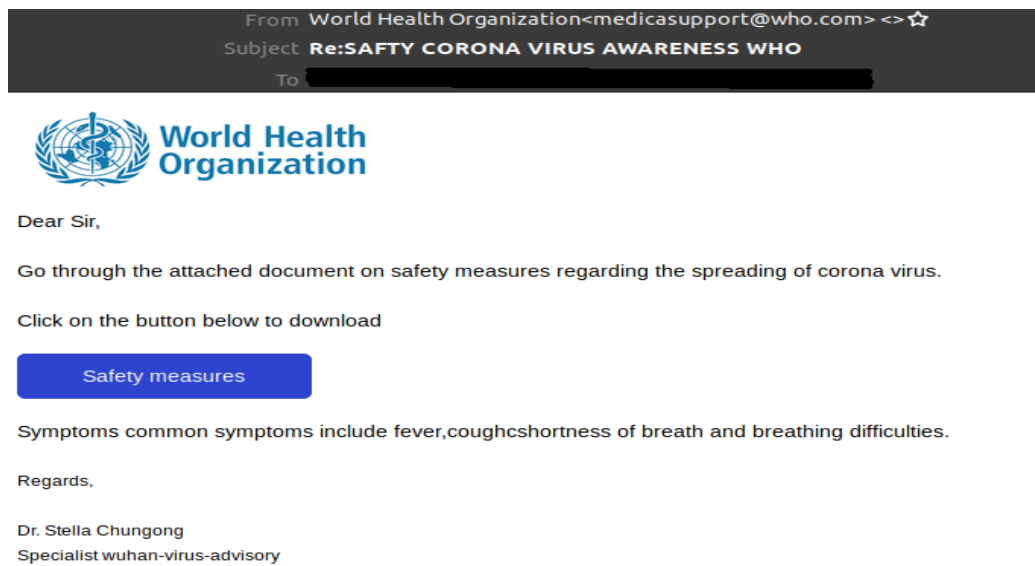 From World Health Organization<medicasupport@who.com> <>
Subject Re:SAFTY CORONA VIRUS AWARENESS WHO
To
World Health
Organization
Dear Sir,
Go through the attached document on safety measures regarding the spreading of corona virus.
Click on the button below to download
Safety measures
Symptoms common symptoms include fever,coughcshortness of breath and breathing difficulties.
Regards,
Dr. Stella Chungong
Specialist wuhan-virus-advisory